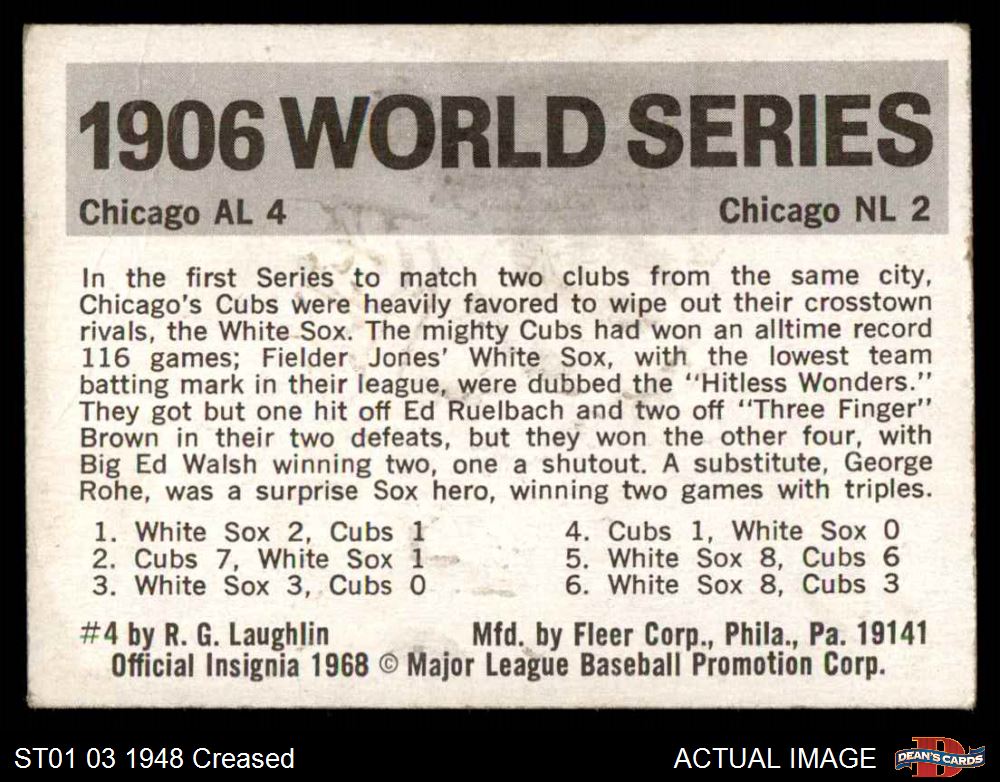 1906 WORLD SERIES
Chicago AL 4 Chicago NL 2
In the first Series to match two clubs from the same city,
Chicago's Cubs were heavily favored to wipe out their crosstown
rivals, the White Sox. The mighty Cubs had won an alltime record
116 games; Fielder Jones' White Sox, with the lowest team
batting mark in their league, were dubbed the "Hitless Wonders."
They got but one hit off Ed Ruelbach and two off "Three Finger"
Brown in their two defeats, but they won the other four, with
Big Ed Walsh winning two, one a shutout. A substitute, George
Rohe, was a surprise Sox hero, winning two games with triples.
1. White Sox 2, Cubs 1
2. Cubs 7, White Sox 1
3. White Sox 3, Cubs 0
4. Cubs 1, White Sox 0
5. White Sox 8, Cubs 6
6. White Sox 8, Cubs 3
#4 by R. G. Laughlin Mfd. by Fleer Corp., Phila., Pa. 19141
Official Insignia 1968 © Major League Baseball Promotion Corp.
ST01 03 1948 Creased ACTUAL IMAGE
D
DEAN'S CARDS